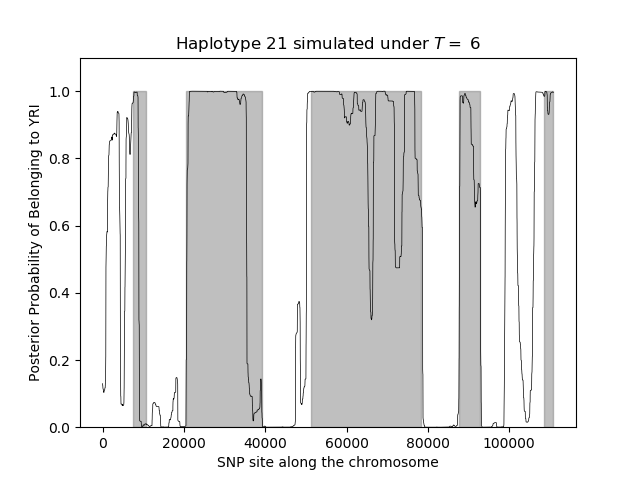 Haplotype 21 simulated under T = 6
Posterior Probability of Belonging to YRI
1.0
0.8
0.6
0.4
0.2
0.0
0 20000 40000 60000 80000 100000
SNP site along the chromosome